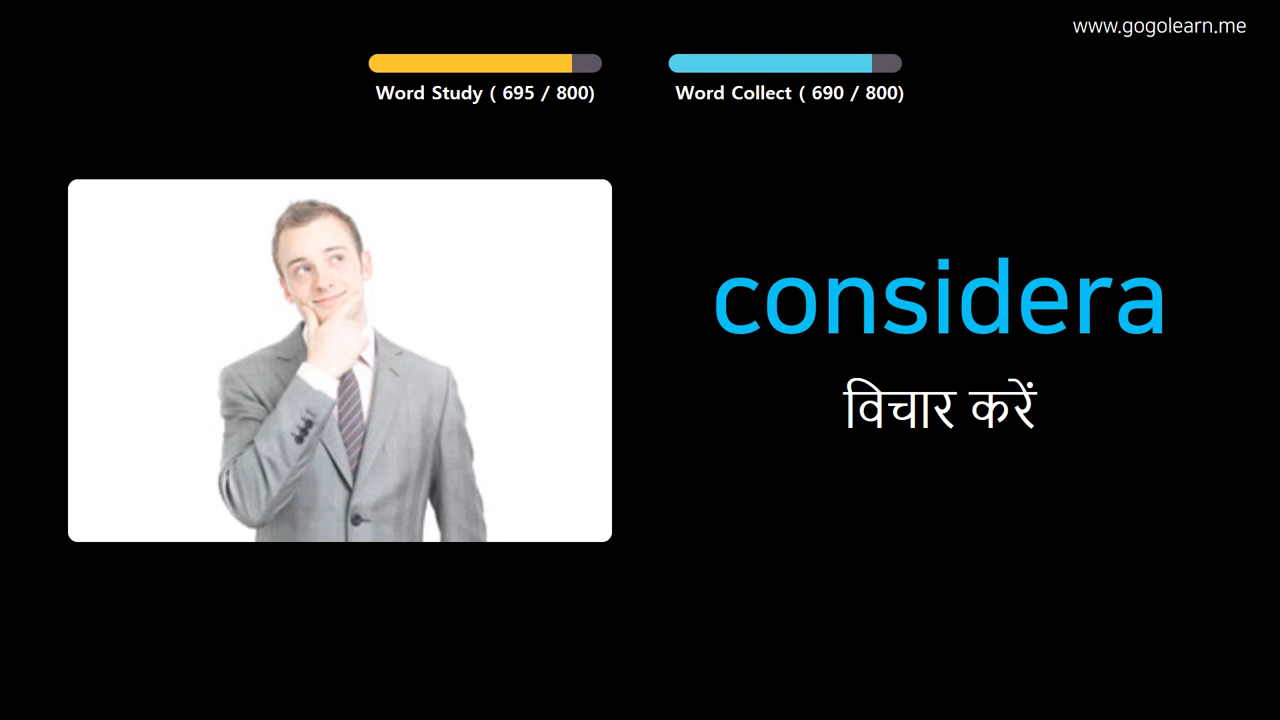 www.gogolearn.me
Word Study ( 695 / 800)
Word Collect ( 690 / 800)
considera
विचार करें